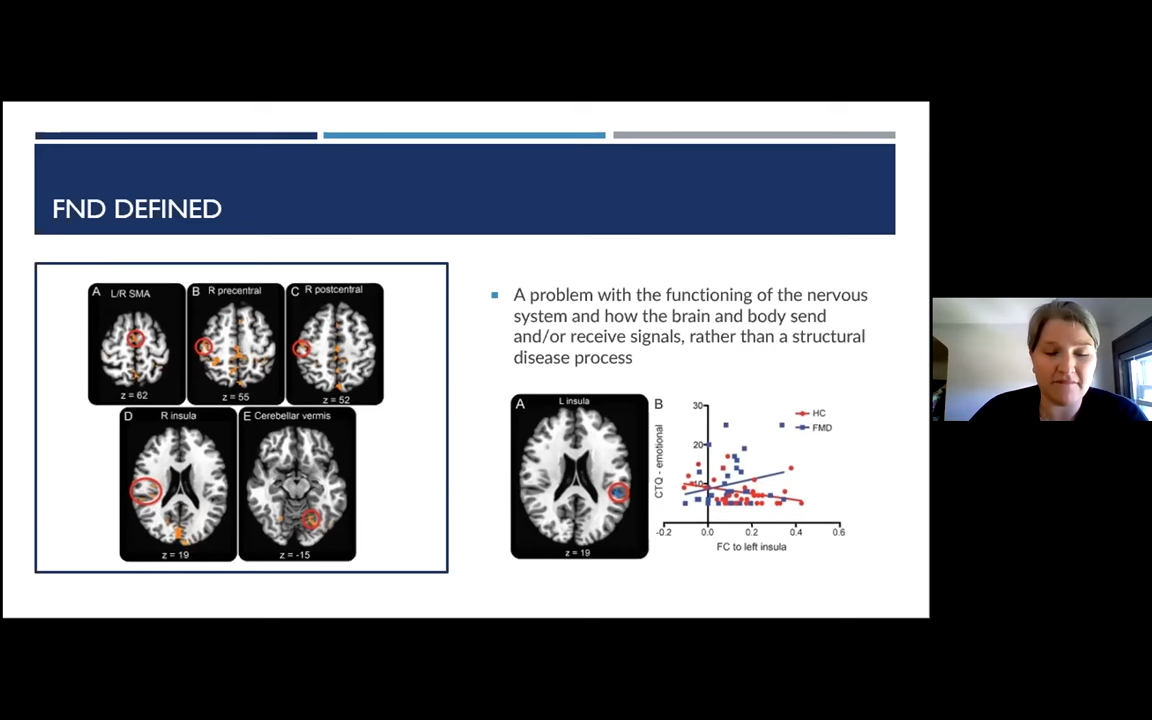 FND DEFINED
A L/R SMA
z = 62
B R precentral
z = 55
C R postcentral
z = 52
D R insula
z = 19
E Cerebellar vermis
z = -15
A problem with the functioning of the nervous
system and how the brain and body send
and/or receive signals, rather than a structural
disease process
A L insula
z = 19
B
HC
FMD
CTQ - emotional
30
20
10
-0.2 0.0 0.2 0.4 0.6
FC to left insula